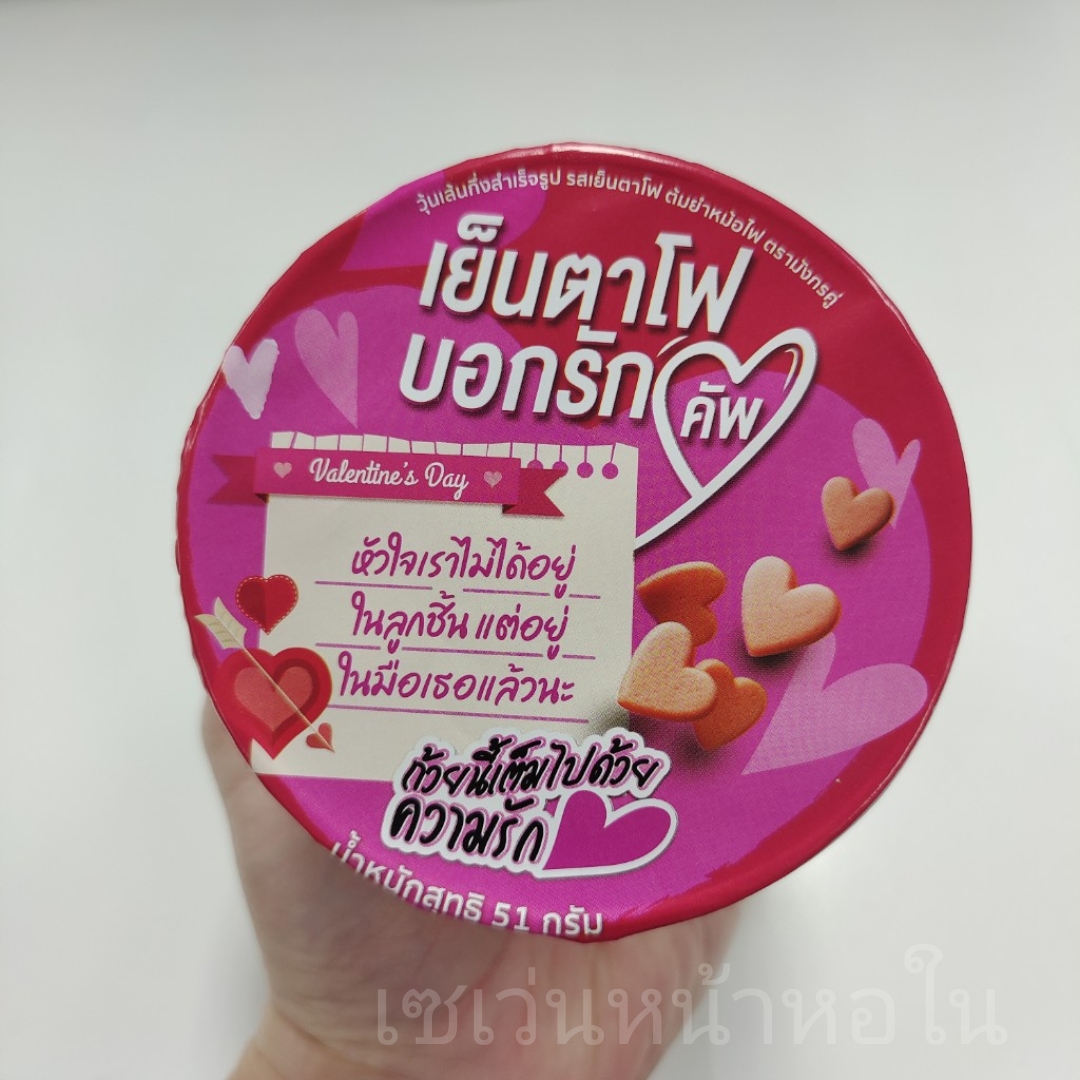 วุ้นเส้นกึ่งสำเร็จรูป รสเย็นตาโฟ ต้มยำหม้อไฟ ตรามังกรคู่
เย็นตาโฟ
บอกรัก
คัพ
Valentine's Day
หัวใจเราไม่ได้อยู่
ในลูกชิ้น แต่อยู่
ในมือเธอแล้วนะ
ถ้วยนี้เต็มไปด้วย
ความรัก
น้ำหนักสุทธิ 51 กรัม
เซเว่นหน้าหอใน